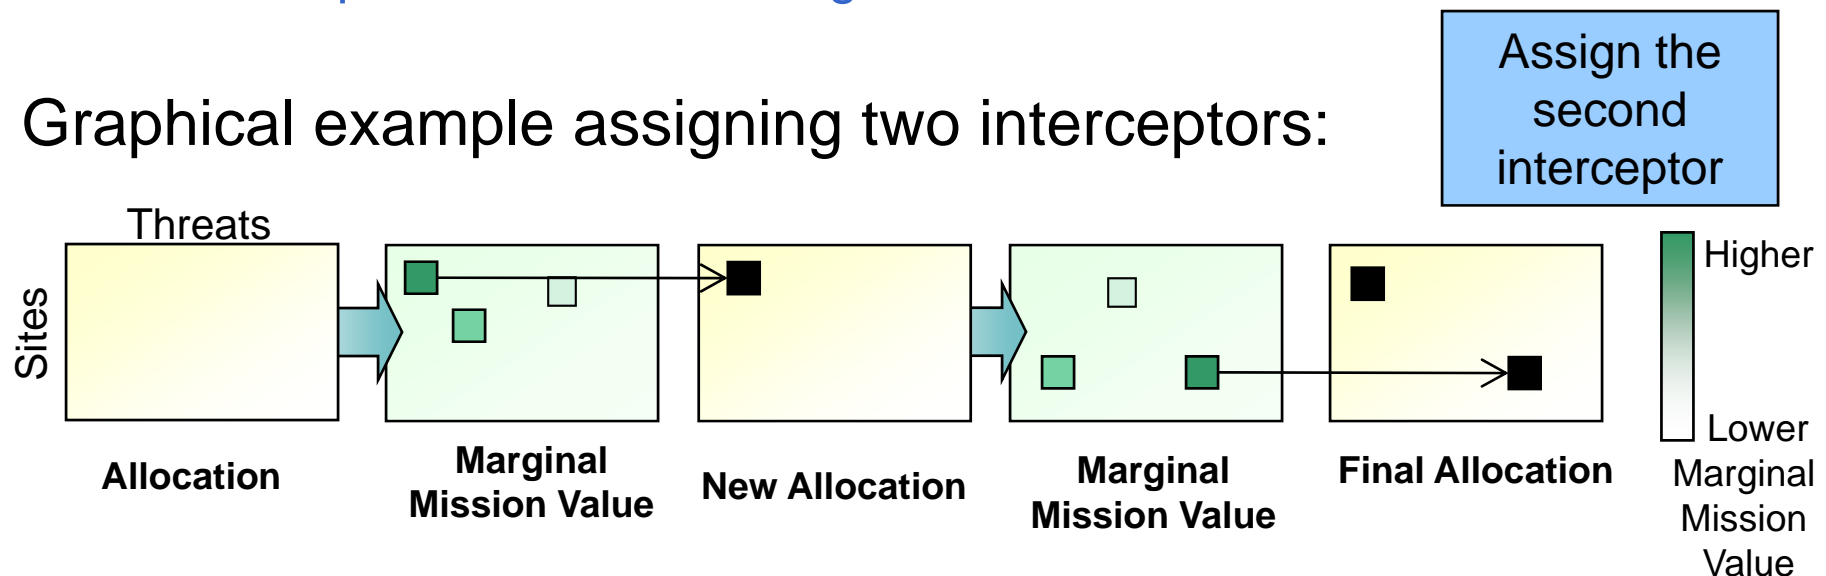 Graphical example assigning two interceptors:
Assign the
second
interceptor
Threats
Sites
Higher
Lower
Marginal
Mission
Value
Allocation
Marginal
Mission Value
New Allocation
Marginal
Mission Value
Final Allocation